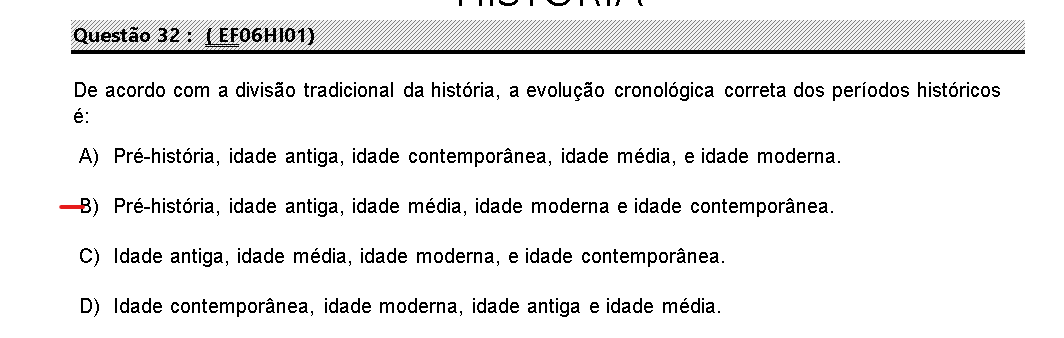 HISTÓRIA
Questão 32 : ( EF06HI01)
De acordo com a divisão tradicional da história, a evolução cronológica correta dos períodos históricos
é:
A) Pré-história, idade antiga, idade contemporânea, idade média, e idade moderna.
B) Pré-história, idade antiga, idade média, idade moderna e idade contemporânea.
C) Idade antiga, idade média, idade moderna, e idade contemporânea.
D) Idade contemporânea, idade moderna, idade antiga e idade média.